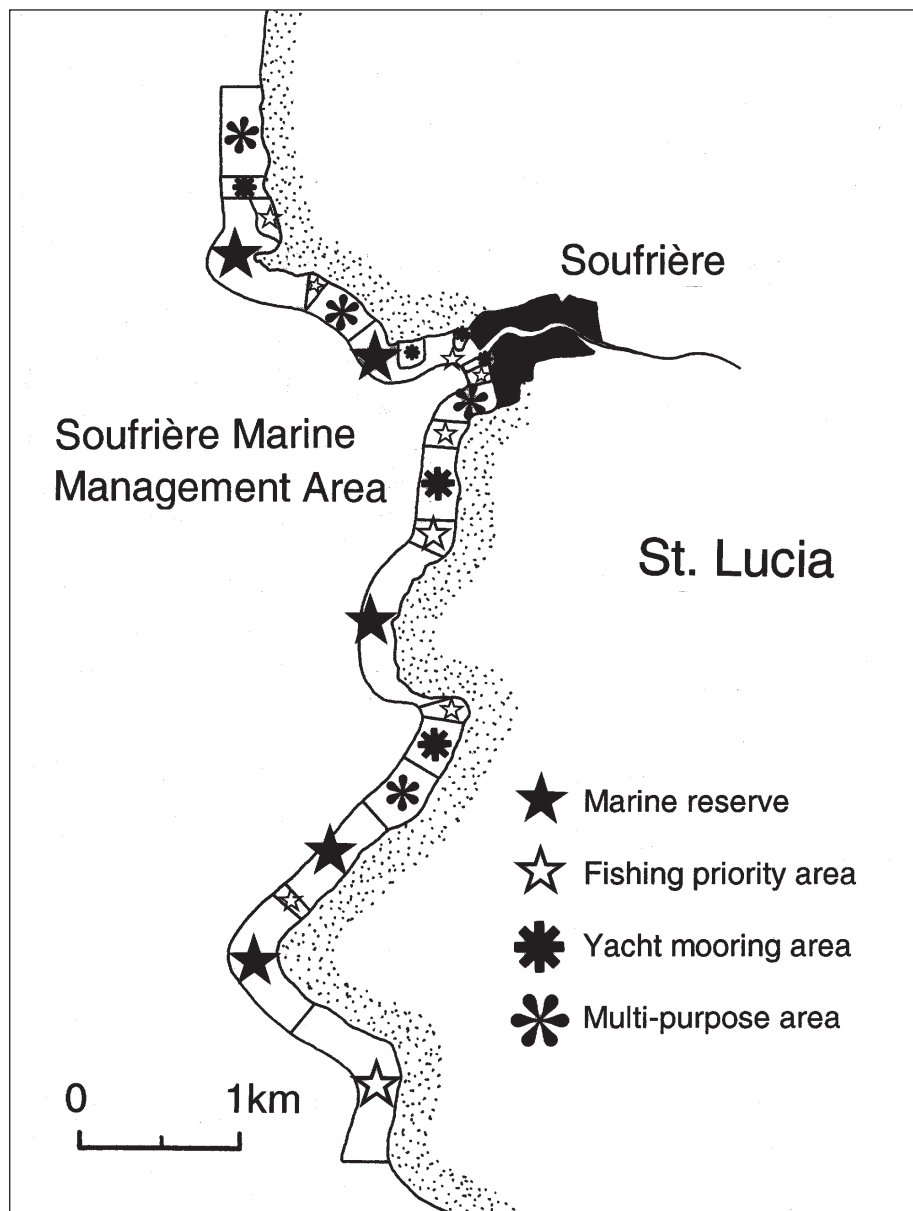 Soufrière
Soufrière Marine
Management Area
St. Lucia
Marine reserve
Fishing priority area
Yacht mooring area
Multi-purpose area
0 1km